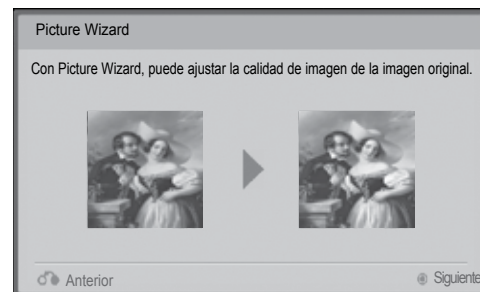 Picture Wizard
Con Picture Wizard, puede ajustar la calidad de imagen de la imagen original.
Anterior
Siguiente